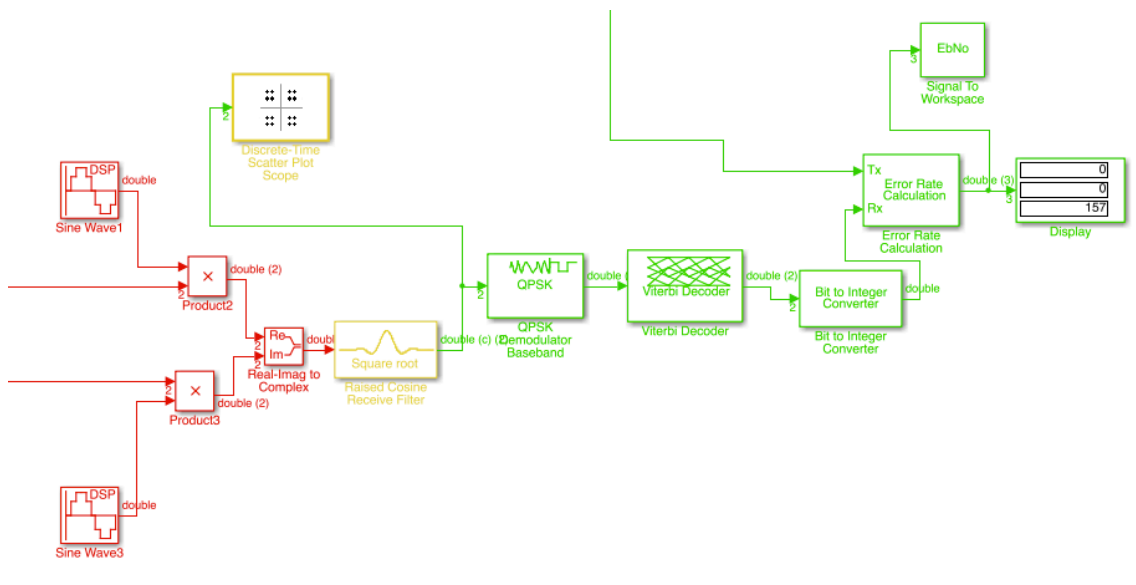 EbNo
3
Signal To
Workspace
2
Discrete-Time
Scatter Plot
Scope
DSP
double
Sine Wave1
Tx
Rx
Error Rate
Calculation
double (3)
Error Rate
Calculation
0
0
157
3
Display
2
×
double (2)
Product2
QPSK
2
double (
QPSK
Demodulator
Baseband
Viterbi Decoder
double (2)
Viterbi Decoder
Bit to Integer
Converter
2
double
Bit to Integer
Converter
Re
Im
2
2
doubl
Real-Imag to
Complex
Square root
double (c) (2)
Raised Cosine
Receive Filter
2
2
×
double (2)
Product3
DSP
double
Sine Wave3